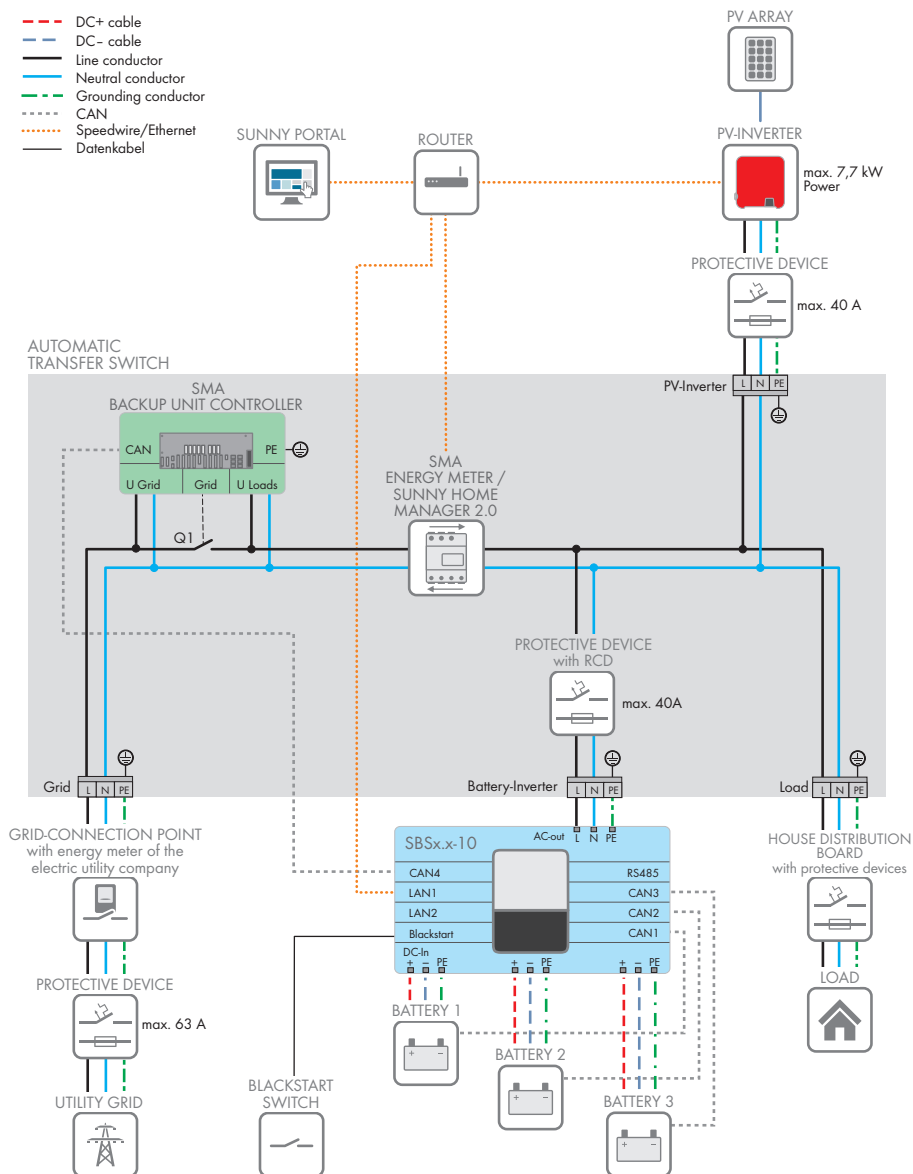 DC+ cable
DC– cable
Line conductor
Neutral conductor
Grounding conductor
CAN
Speedwire/Ethernet
Datenkabel
PV ARRAY
SUNNY PORTAL
ROUTER
PV-INVERTER
max. 7,7 kW
Power
PROTECTIVE DEVICE
max. 40 A
AUTOMATIC
TRANSFER SWITCH
PV-Inverter
L N PE
SMA
BACKUP UNIT CONTROLLER
CAN
PE
U Grid
Grid
U Loads
SMA
ENERGY METER /
SUNNY HOME
MANAGER 2.0
Q1
PROTECTIVE DEVICE
with RCD
max. 40A
Grid
L N PE
Battery-Inverter
L N PE
Load
L N PE
GRID-CONNECTION POINT
with energy meter of the
electric utility company
SBSx.x-10
AC-out
L N PE
CAN4
LAN1
LAN2
Blackstart
RS485
CAN3
CAN2
CAN1
DC-In
+ – PE
+ – PE
+ – PE
HOUSE DISTRIBUTION
BOARD
with protective devices
PROTECTIVE DEVICE
max. 63 A
LOAD
BATTERY 1
+ –
BATTERY 2
+ –
BATTERY 3
+ –
BLACKSTART
SWITCH
UTILITY GRID